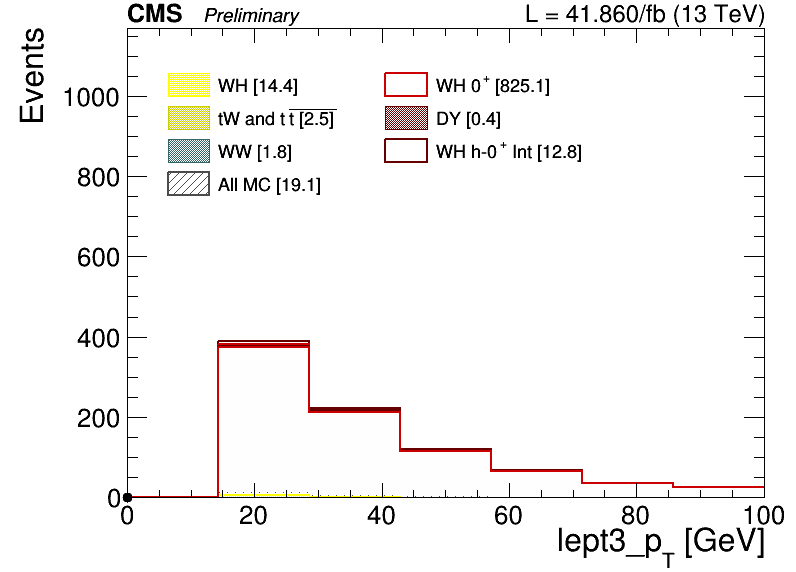 CMS Preliminary L = 41.860/fb (13 TeV)
Events
WH [14.4] WH 0+ [825.1]
tW and t t [2.5] DY [0.4]
WW [1.8] WH h-0+ Int [12.8]
All MC [19.1]
1000
800
600
400
200
0
0 20 40 60 80 100
lept3_pT [GeV]